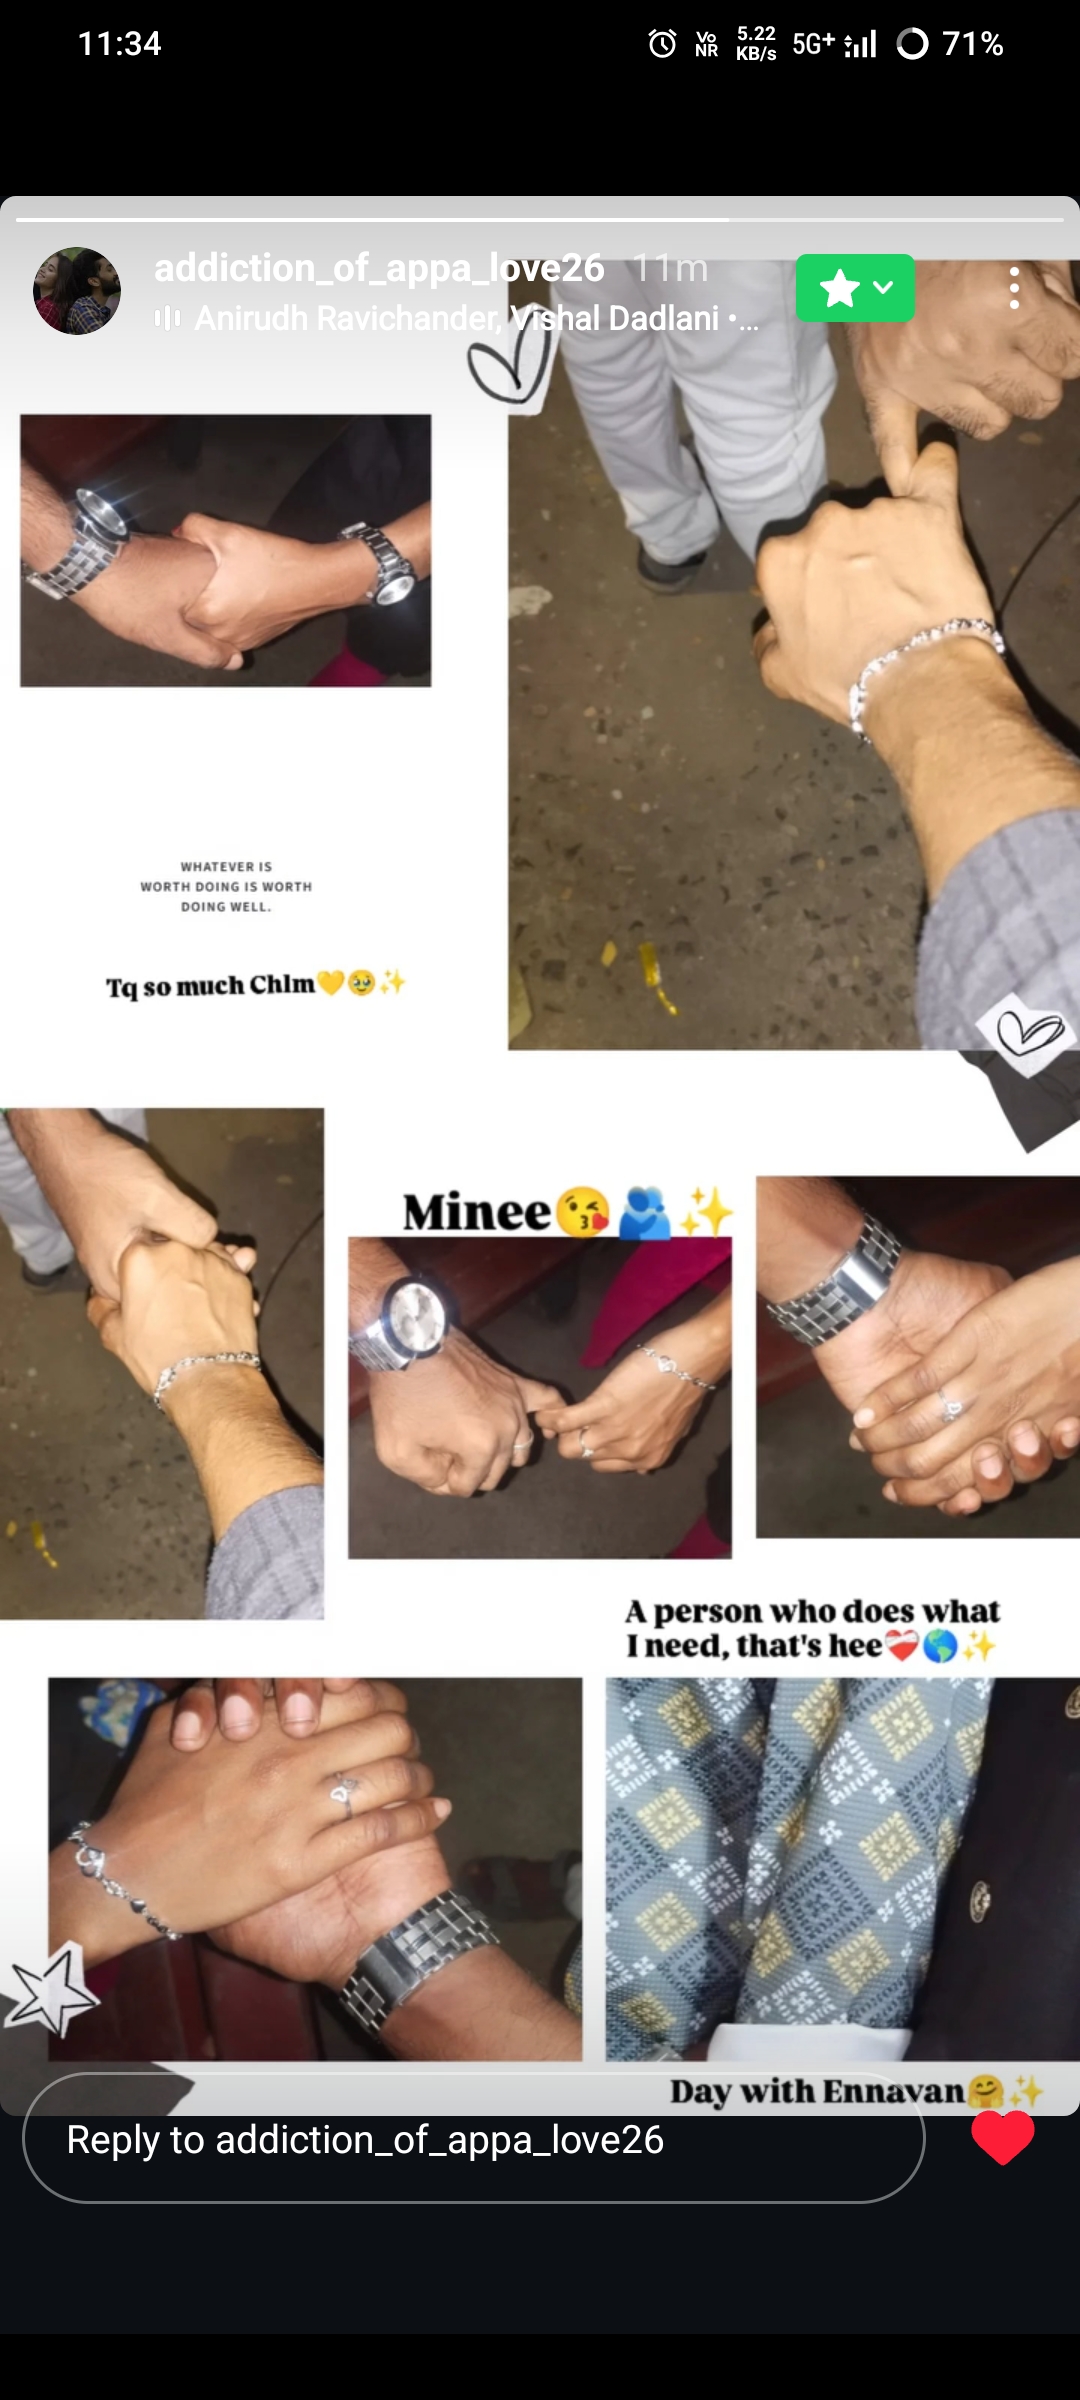 11:34
Vo
NR
5.22
KB/s
5G+
71%
addiction_of_appa_love26 11m
Anirudh Ravichander, Vishal Dadlani •...
WHATEVER IS
WORTH DOING IS WORTH
DOING WELL.
Tq so much Chlm💛🥹✨
Minee😘🫂✨
A person who does what
I need, that's hee❤️‍🩹🌎✨
Day with Ennavan🤗✨
Reply to addiction_of_appa_love26